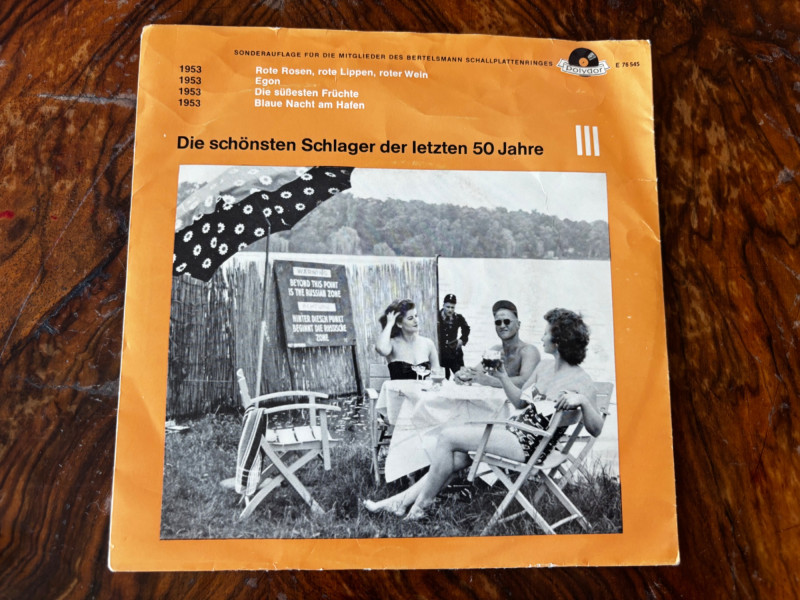 SONDERAUFLAGE FÜR DIE MITGLIEDER DES BERTELSMANN SCHALLPLATTENRINGES
polydor
E 76 545
1953 Rote Rosen, rote Lippen, roter Wein
1953 Egon
1953 Die süßesten Früchte
1953 Blaue Nacht am Hafen
Die schönsten Schlager der letzten 50 Jahre III
BEYOND THIS POINT
IS THE RUSSIAN ZONE
HINTER DIESEM PUNKT
BEGINNT DIE RUSSISCHE
ZONE